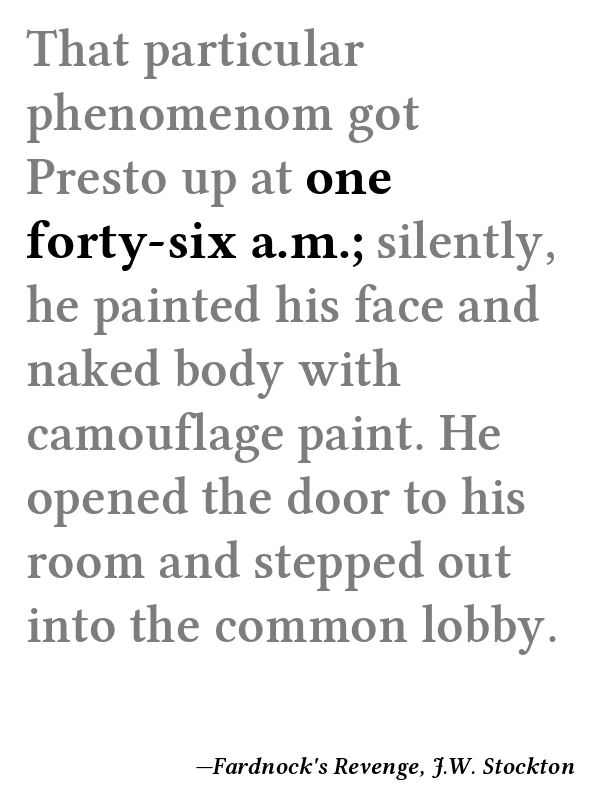 That particular
phenomenom got
Presto up at one
forty-six a.m.; silently,
he painted his face and
naked body with
camouflage paint. He
opened the door to his
room and stepped out
into the common lobby.
—Fardnock's Revenge, J.W. Stockton